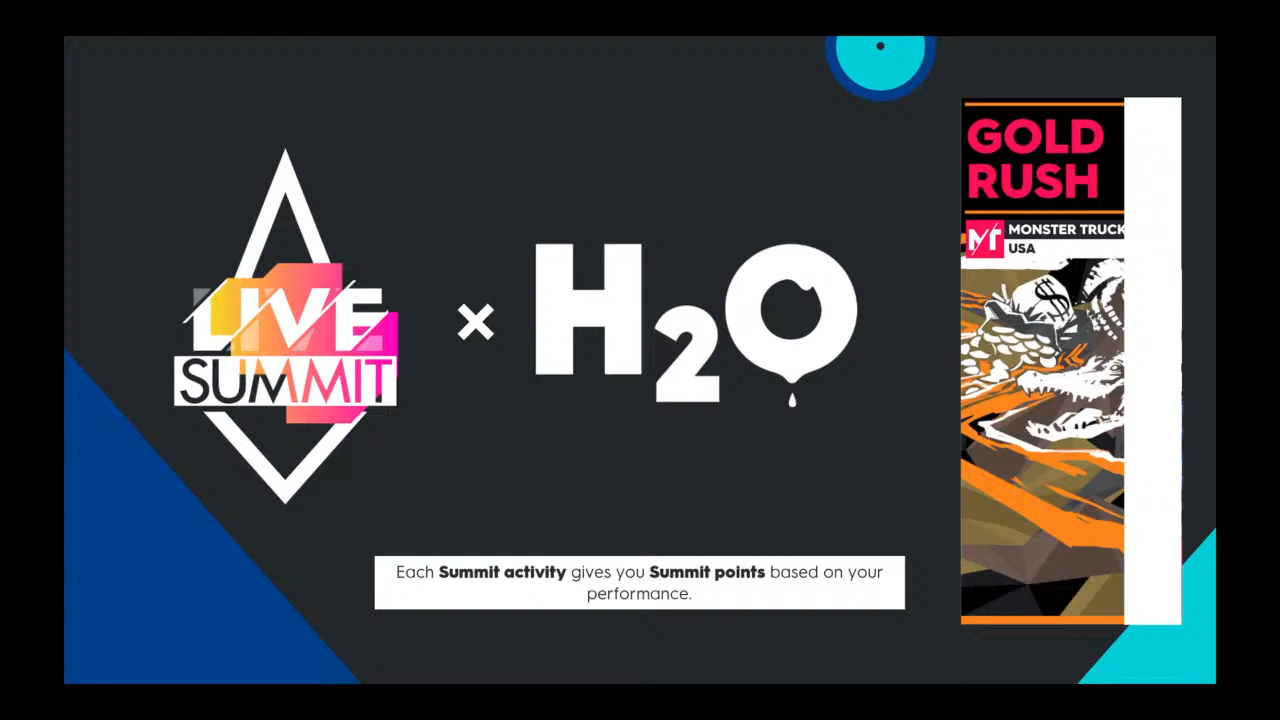 LIVE
SUMMIT
×
H2O
GOLD
RUSH
MT
MONSTER TRUCK
USA
$
Each Summit activity gives you Summit points based on your
performance.